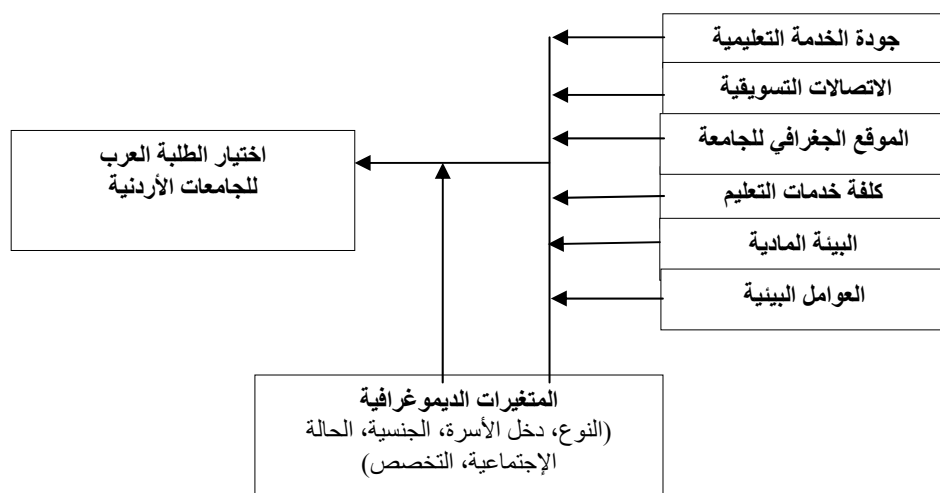 جودة الخدمة التعليمية
الاتصالات التسويقية
الموقع الجغرافي للجامعة
كلفة خدمات التعليم
البيئة المادية
العوامل البيئية
اختيار الطلبة العرب
للجامعات الأردنية
المتغيرات الديموغرافية
(النوع، دخل الأسرة، الجنسية، الحالة
الإجتماعية، التخصص)